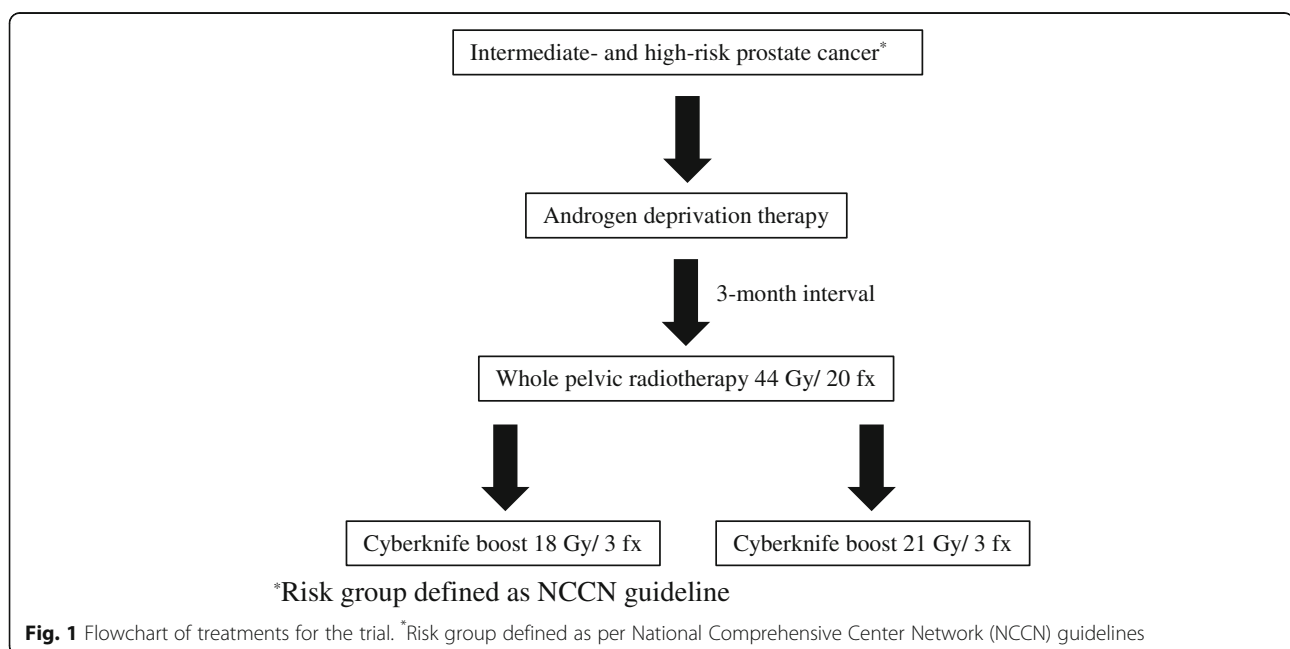 Intermediate- and high-risk prostate cancer*
Androgen deprivation therapy
3-month interval
Whole pelvic radiotherapy 44 Gy/ 20 fx
Cyberknife boost 18 Gy/ 3 fx
Cyberknife boost 21 Gy/ 3 fx
*Risk group defined as NCCN guideline
Fig. 1 Flowchart of treatments for the trial. *Risk group defined as per National Comprehensive Center Network (NCCN) guidelines